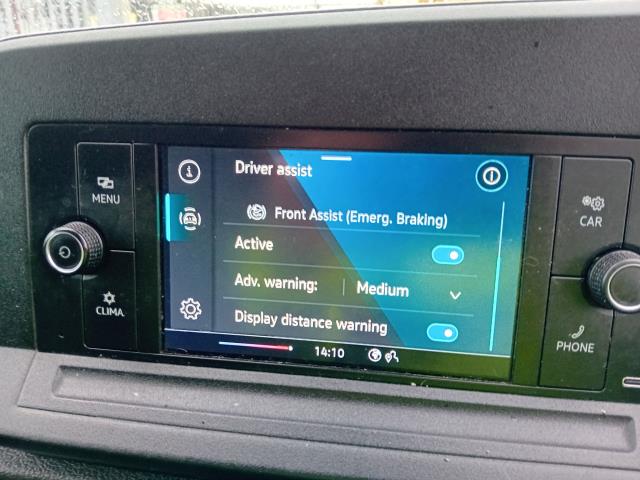 Driver assist
MENU
CAR
Front Assist (Emerg. Braking)
Active
Adv. warning: Medium
CLIMA
Display distance warning
PHONE
14:10